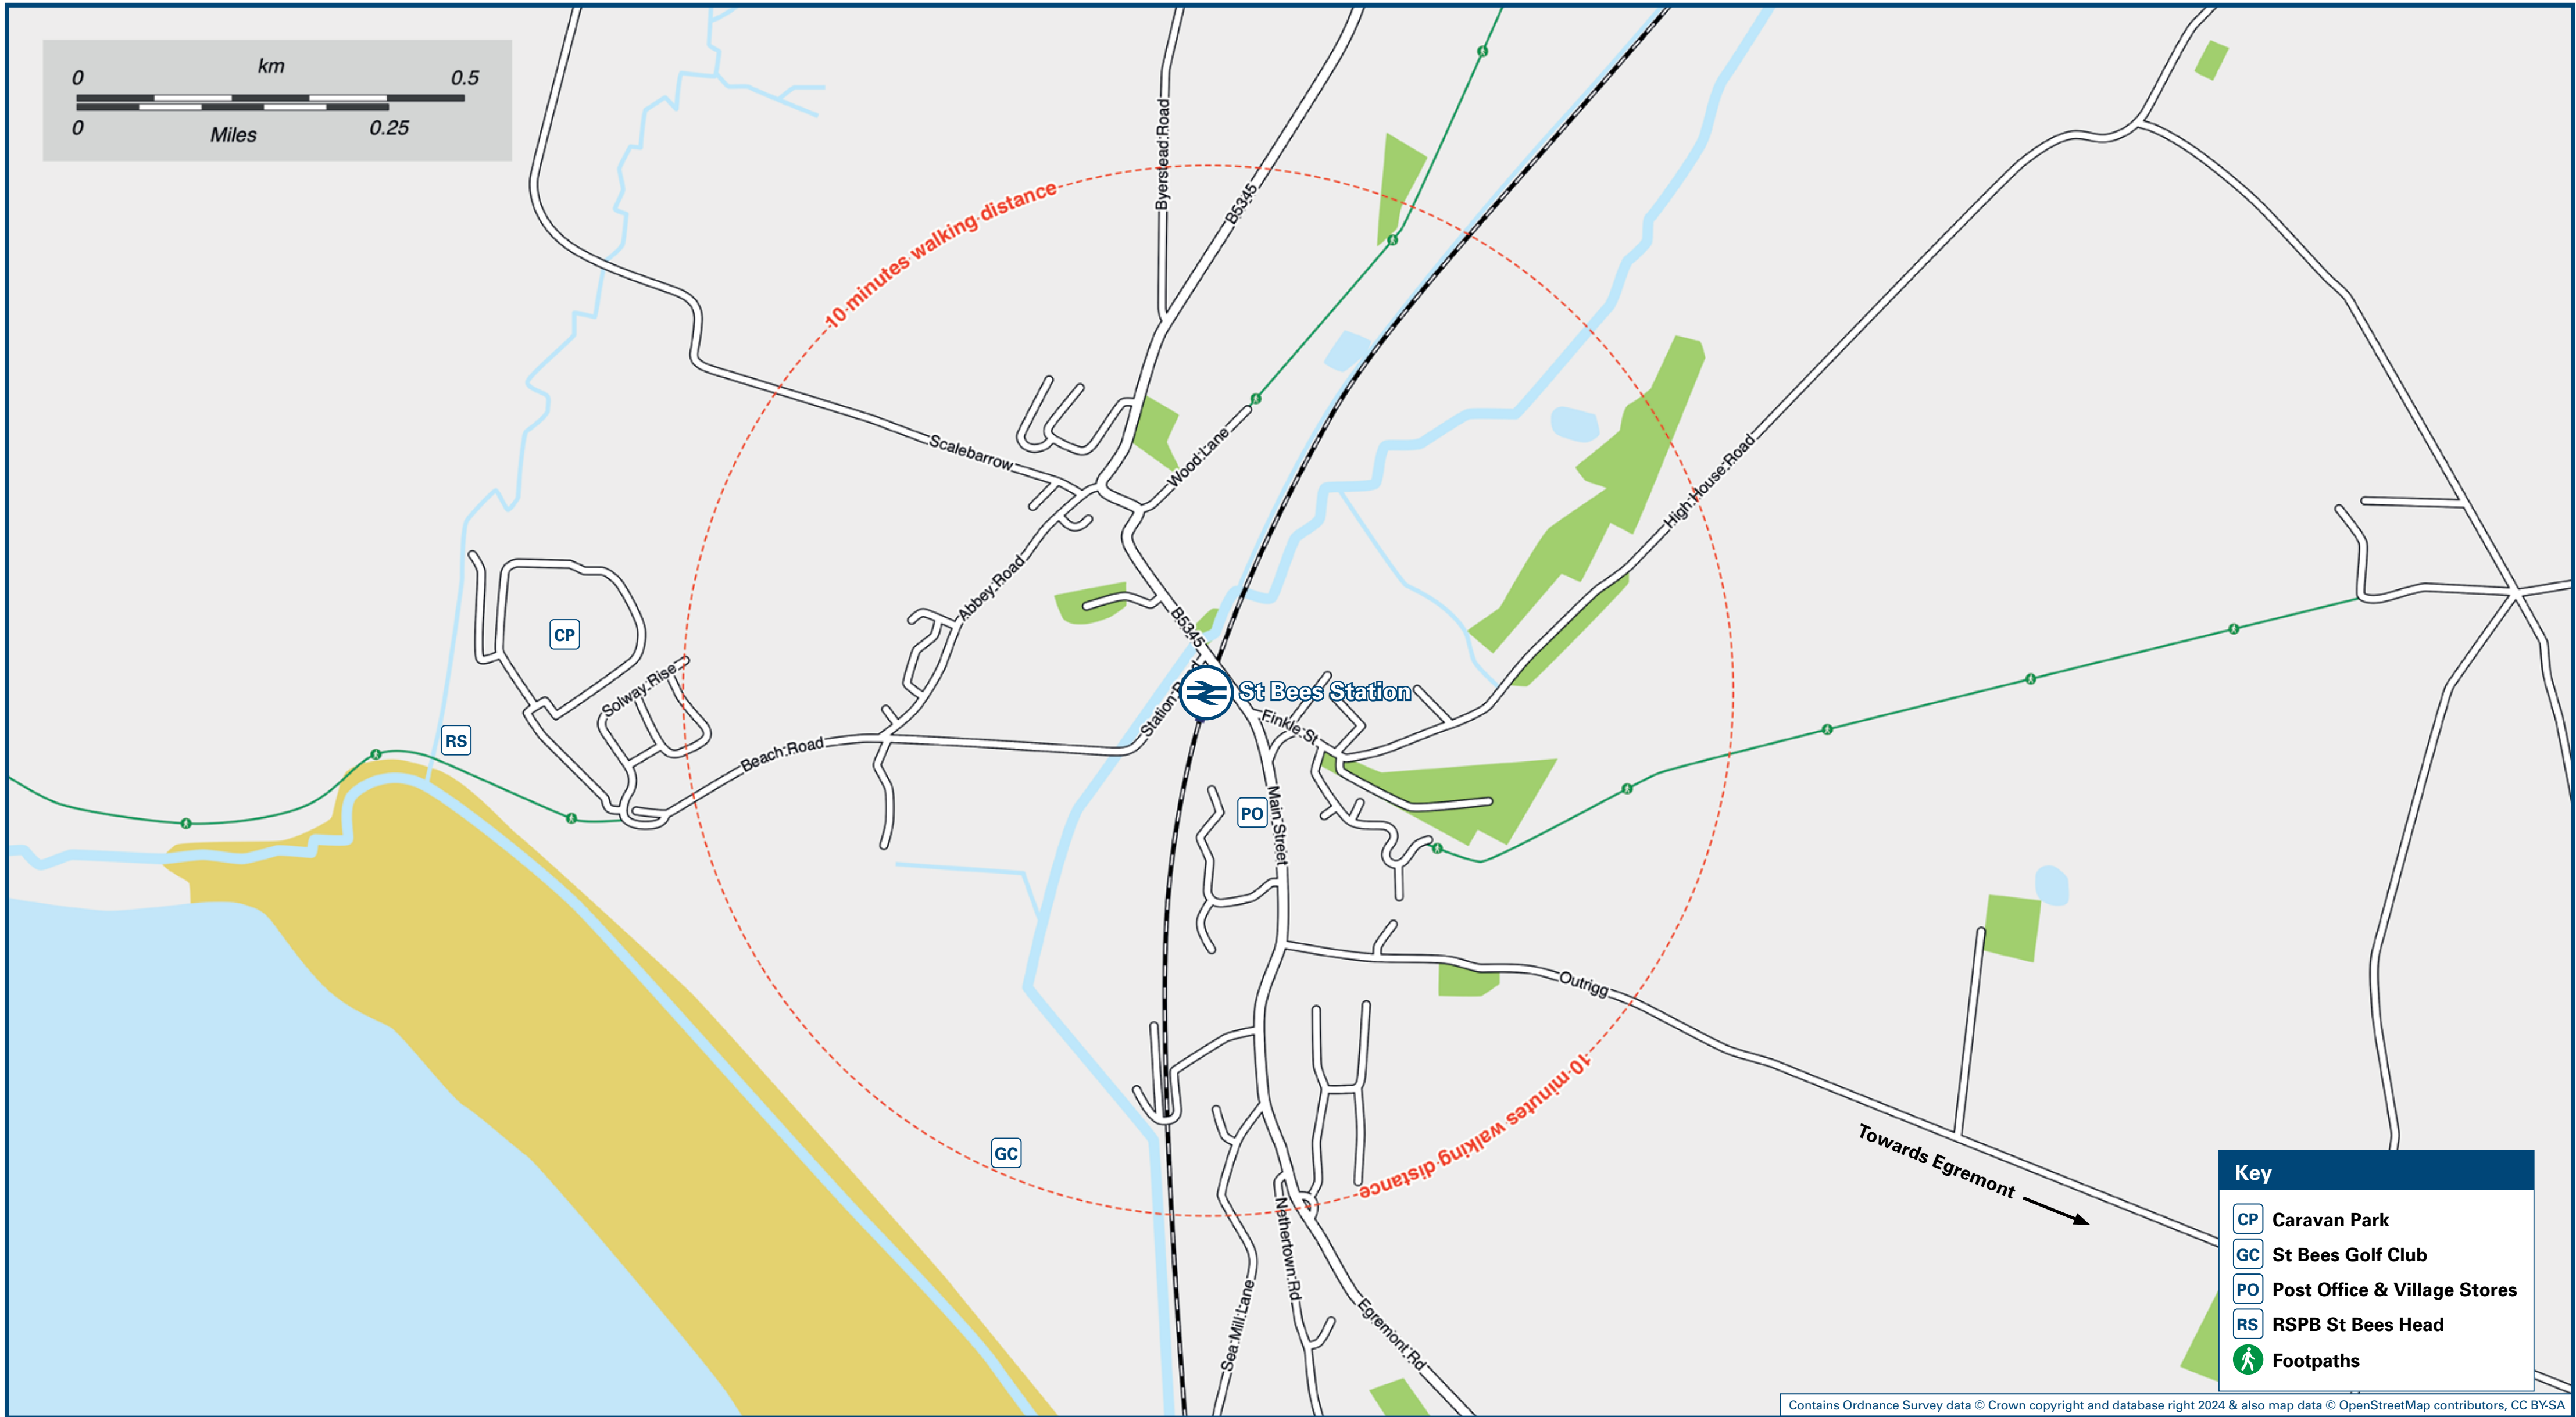 km
0 0.5
0 0.25
Miles
Byerstead Road
B5345
10 minutes walking distance
Scalebarrow
Wood Lane
High House Road
Abbey Road
B5345
CP
Solway Rise
St Bees Station
Station
Finkle St
RS
Beach Road
PO
Main Street
Outrigg
10 minutes walking distance
GC
Towards Egremont
Nethertown Rd
Sea Mill Lane
Egremont Rd
Key
CP Caravan Park
GC St Bees Golf Club
PO Post Office & Village Stores
RS RSPB St Bees Head
Footpaths
Contains Ordnance Survey data © Crown copyright and database right 2024 & also map data © OpenStreetMap contributors, CC BY-SA